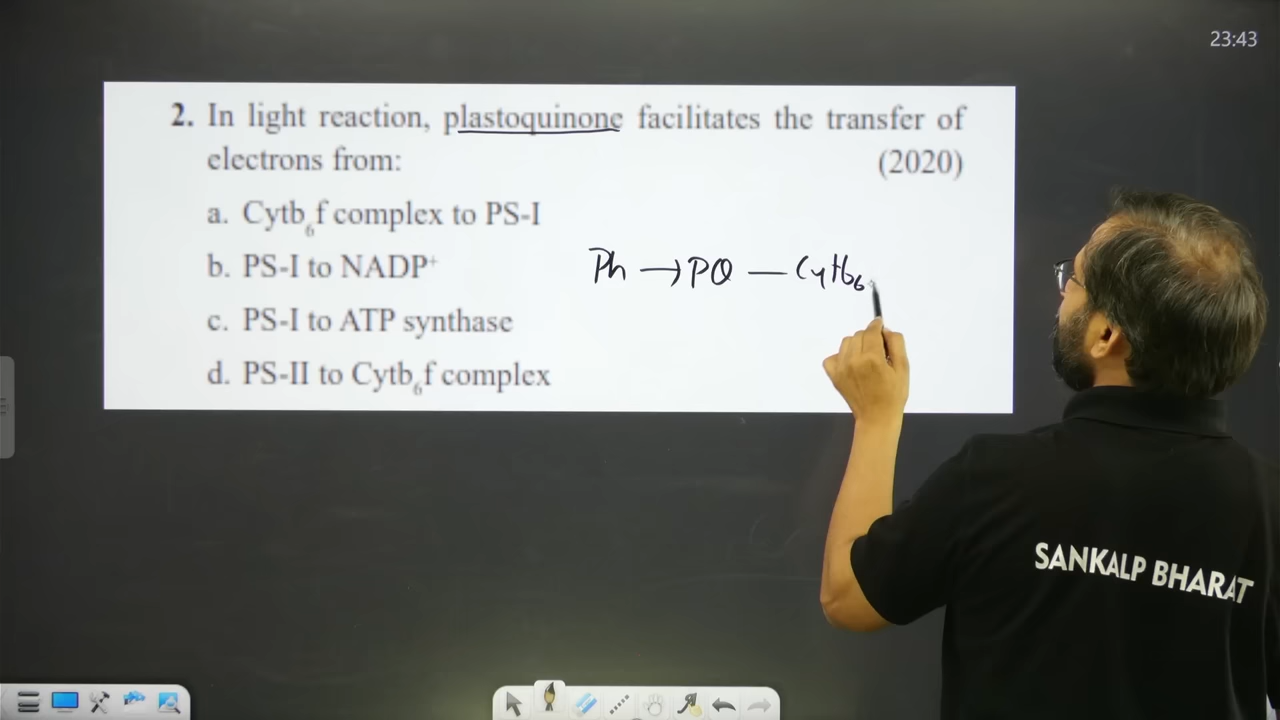 23:43
2. In light reaction, plastoquinone facilitates the transfer of
electrons from: (2020)
a. Cytb₆f complex to PS-I
b. PS-I to NADP⁺
c. PS-I to ATP synthase
d. PS-II to Cytb₆f complex
Ph → PQ — Cytb₆
SANKALP BHARAT